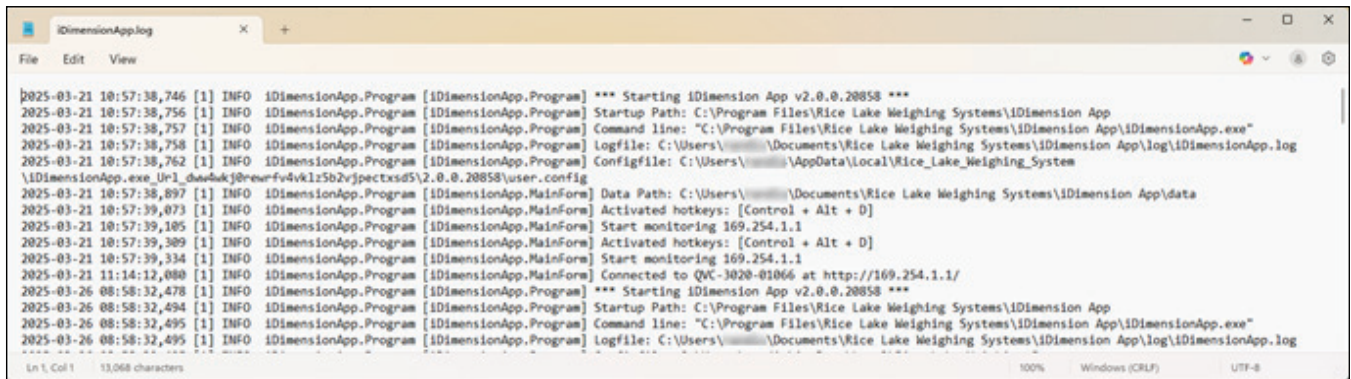 iDimensionApp.log
File Edit View
2025-03-21 10:57:38,746 [1] INFO iDimensionApp.Program [iDimensionApp.Program] *** Starting iDimension App v2.0.0.20858 ***
2025-03-21 10:57:38,756 [1] INFO iDimensionApp.Program [iDimensionApp.Program] Startup Path: C:\Program Files\Rice Lake Weighing Systems\iDimension App
2025-03-21 10:57:38,757 [1] INFO iDimensionApp.Program [iDimensionApp.Program] Command line: "C:\Program Files\Rice Lake Weighing Systems\iDimension App\iDimensionApp.exe"
2025-03-21 10:57:38,758 [1] INFO iDimensionApp.Program [iDimensionApp.Program] Logfile: C:\Users\ \Documents\Rice Lake Weighing Systems\iDimension App\log\iDimensionApp.log
2025-03-21 10:57:38,762 [1] INFO iDimensionApp.Program [iDimensionApp.Program] Configfile: C:\Users\ \AppData\Local\Rice_Lake_Weighing_System
\2.0.0.20858\user.config
2025-03-21 10:57:38,897 [1] INFO iDimensionApp.Program [iDimensionApp.MainForm] Data Path: C:\Users\ \Documents\Rice Lake Weighing Systems\iDimension App\data
2025-03-21 10:57:39,073 [1] INFO iDimensionApp.Program [iDimensionApp.MainForm] Activated hotkeys: [Control + Alt + D]
2025-03-21 10:57:39,105 [1] INFO iDimensionApp.Program [iDimensionApp.MainForm] Start monitoring 169.254.1.1
2025-03-21 10:57:39,309 [1] INFO iDimensionApp.Program [iDimensionApp.MainForm] Activated hotkeys: [Control + Alt + D]
2025-03-21 10:57:39,334 [1] INFO iDimensionApp.Program [iDimensionApp.MainForm] Start monitoring 169.254.1.1
2025-03-21 11:14:12,080 [1] INFO iDimensionApp.Program [iDimensionApp.MainForm] Connected to QVC-3020-01066 at http://169.254.1.1/
2025-03-26 08:58:32,478 [1] INFO iDimensionApp.Program [iDimensionApp.Program] *** Starting iDimension App v2.0.0.20858 ***
2025-03-26 08:58:32,494 [1] INFO iDimensionApp.Program [iDimensionApp.Program] Startup Path: C:\Program Files\Rice Lake Weighing Systems\iDimension App
2025-03-26 08:58:32,495 [1] INFO iDimensionApp.Program [iDimensionApp.Program] Command line: "C:\Program Files\Rice Lake Weighing Systems\iDimension App\iDimensionApp.exe"
2025-03-26 08:58:32,495 [1] INFO iDimensionApp.Program [iDimensionApp.Program] Logfile: C:\Users\ \Documents\Rice Lake Weighing Systems\iDimension App\log\iDimensionApp.log
Ln 1, Col 1 13,068 characters 100% Windows (CRLF) UTF-8